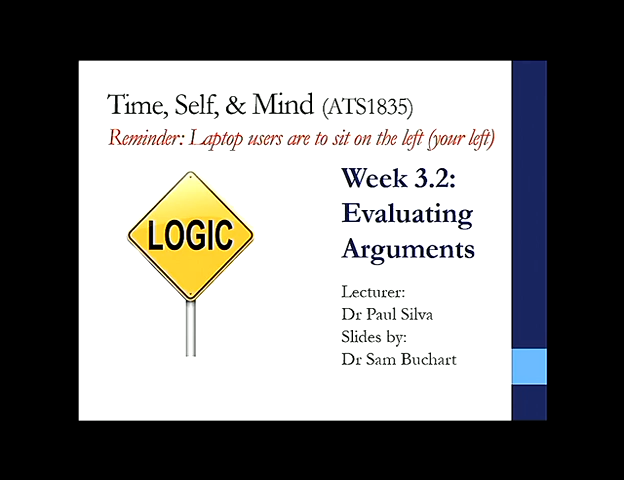 Time, Self, & Mind (ATS1835)
Reminder: Laptop users are to sit on the left (your left)
LOGIC
Week 3.2:
Evaluating
Arguments
Lecturer:
Dr Paul Silva
Slides by:
Dr Sam Buchart